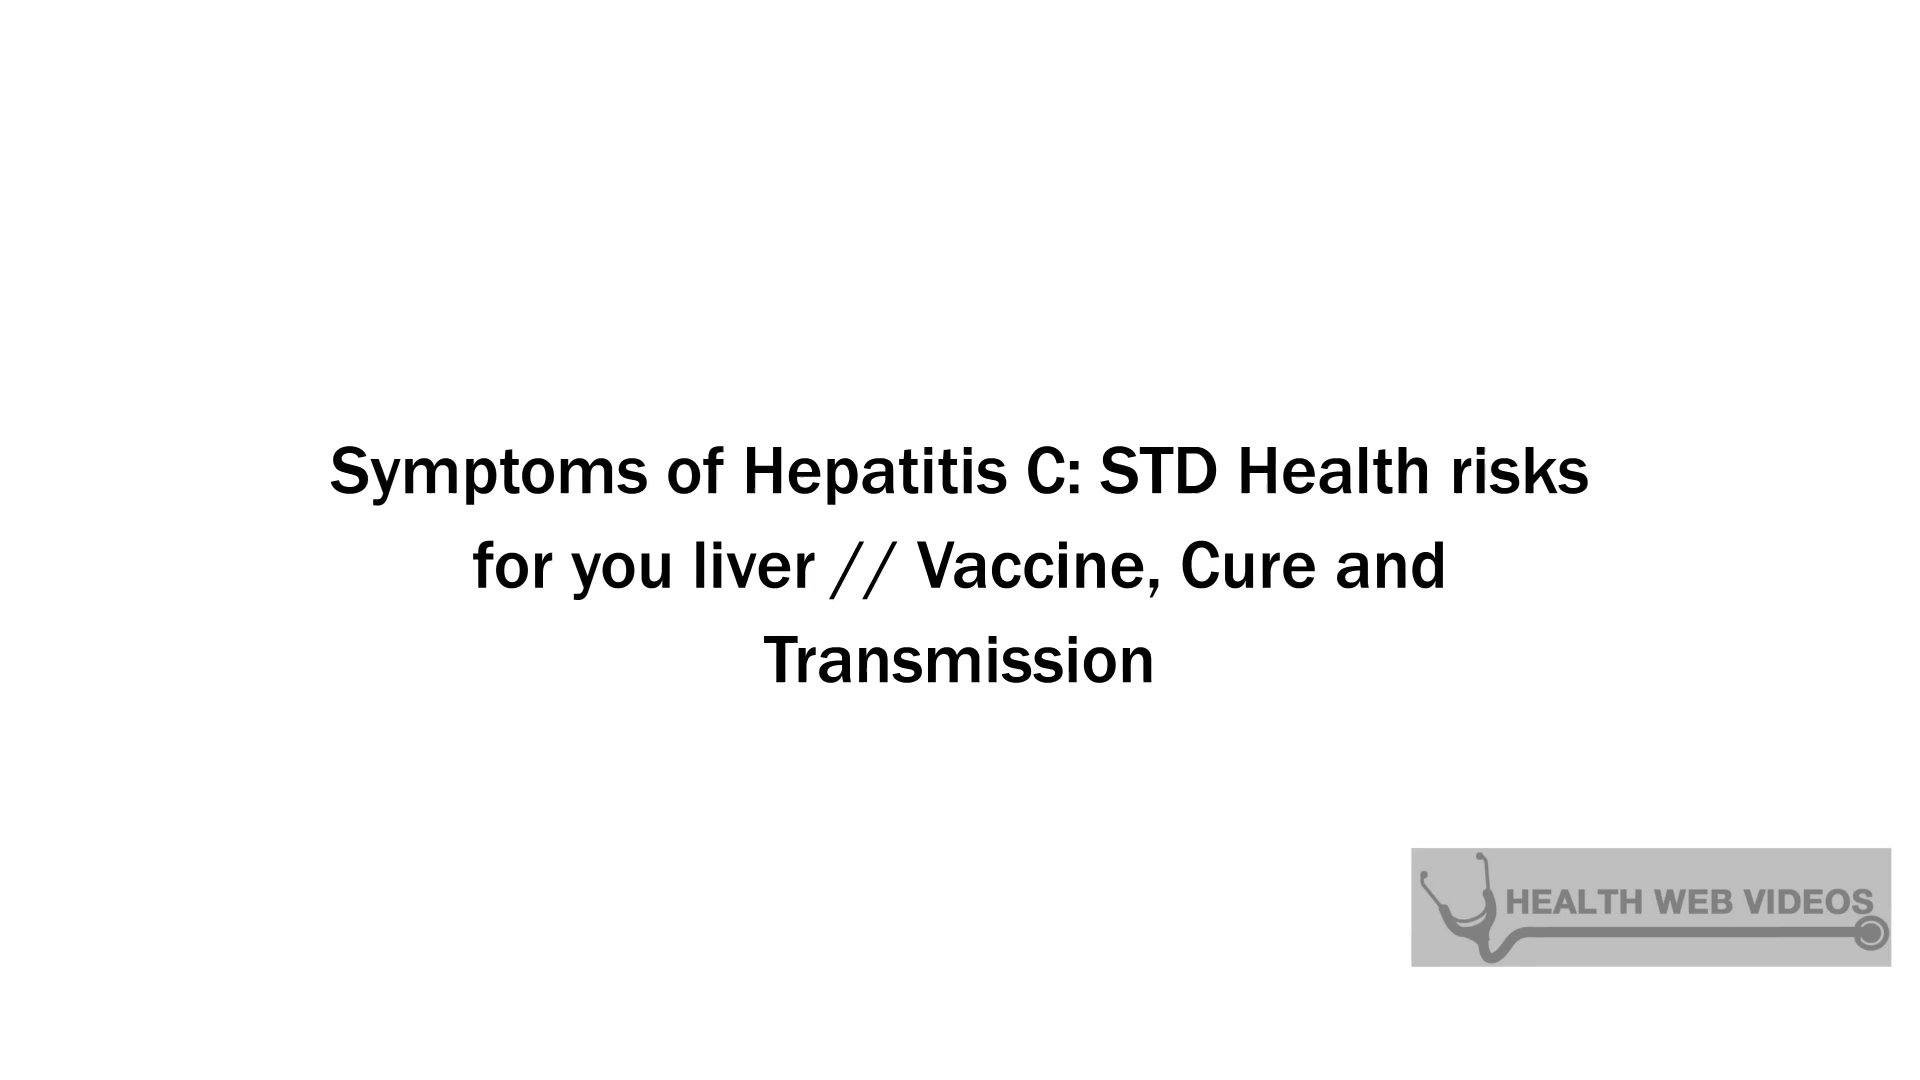 Symptoms of Hepatitis C: STD Health risks
for you liver // Vaccine, Cure and
Transmission
HEALTH WEB VIDEOS